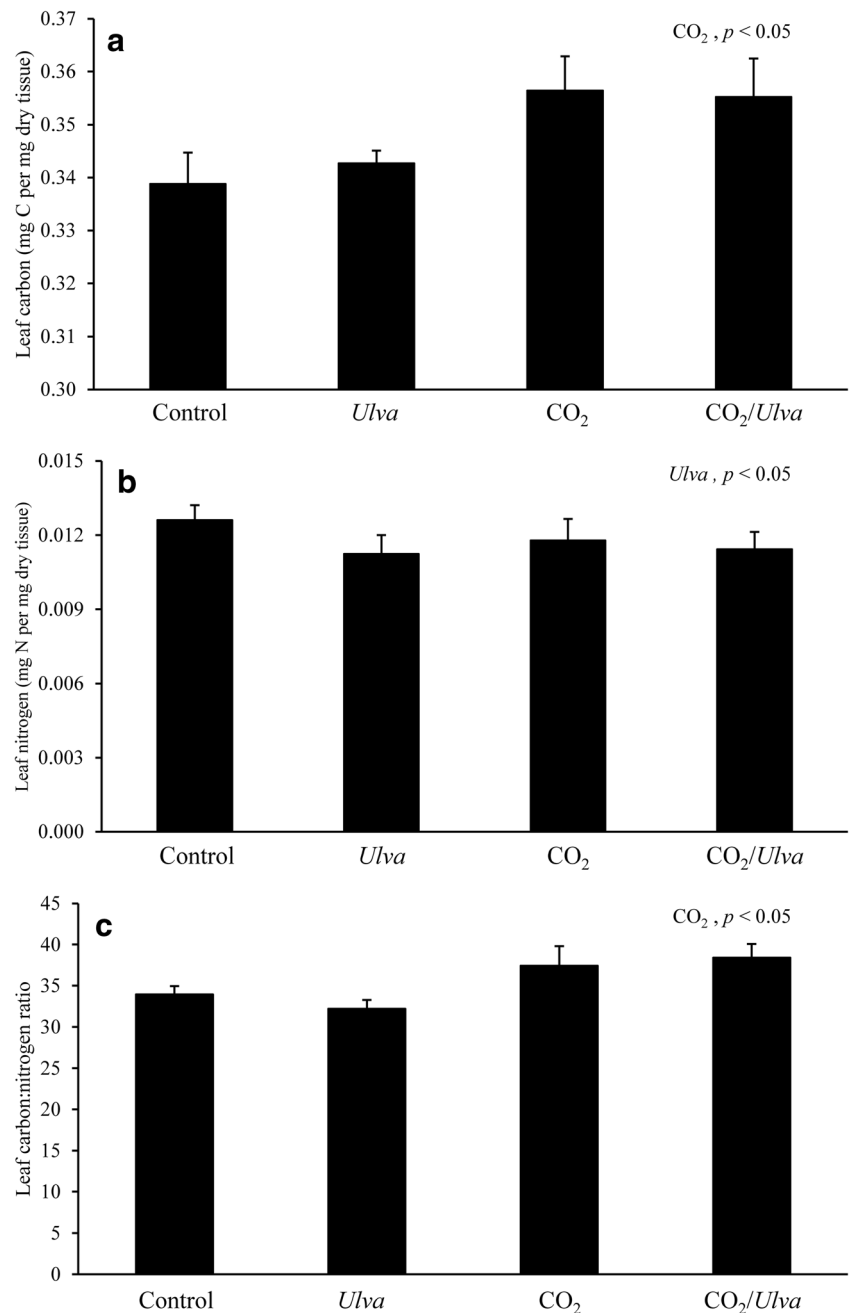 a
CO₂ , p < 0.05
Leaf carbon (mg C per mg dry tissue)
0.37
0.36
0.35
0.34
0.33
0.32
0.31
0.30
Control
Ulva
CO₂
CO₂/Ulva
b
Ulva , p < 0.05
Leaf nitrogen (mg N per mg dry tissue)
0.015
0.012
0.009
0.006
0.003
0.000
Control
Ulva
CO₂
CO₂/Ulva
c
CO₂ , p < 0.05
Leaf carbon:nitrogen ratio
45
40
35
30
25
20
15
10
5
0
Control
Ulva
CO₂
CO₂/Ulva